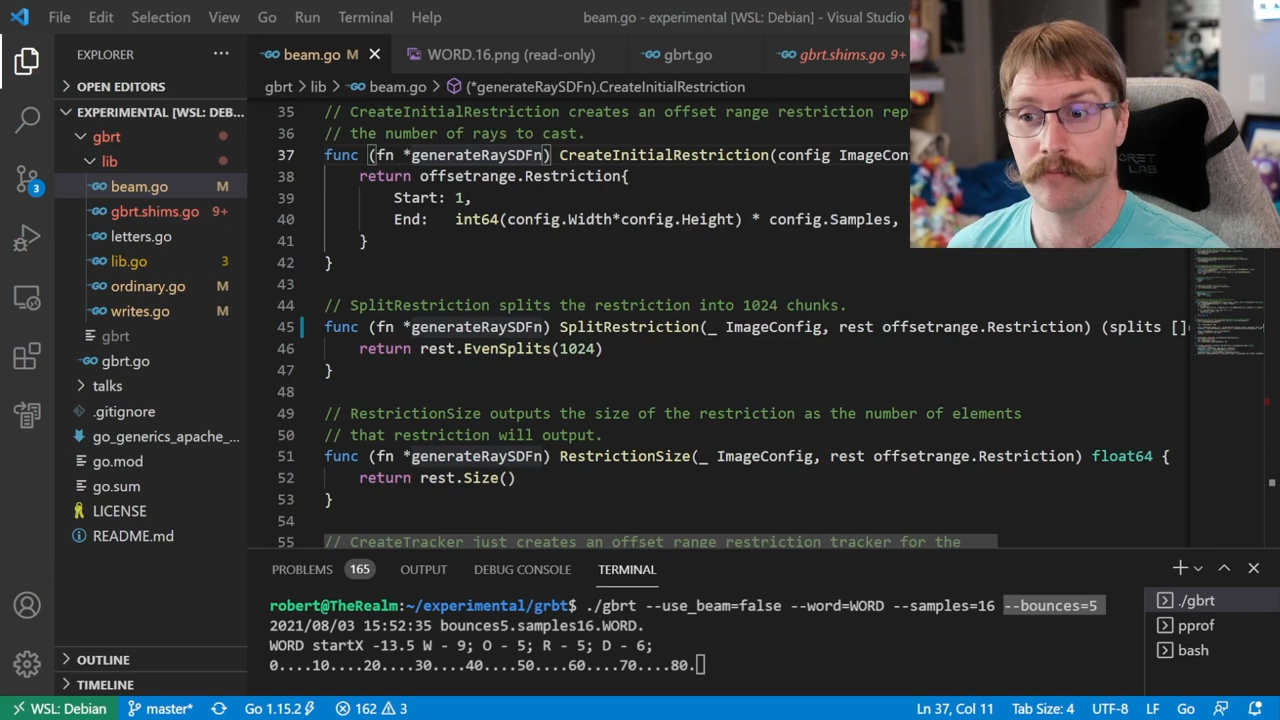 File Edit Selection View Go Run Terminal Help
beam.go - experimental [WSL: Debian] - Visual Studio
EXPLORER
beam.go M
WORD.16.png (read-only)
gbrt.go
gbrt.shims.go 9+
gbrt > lib > beam.go > (*generateRaySDFn).CreateInitialRestriction
OPEN EDITORS
EXPERIMENTAL [WSL: DEB...
gbrt
lib
beam.go M
gbrt.shims.go 9+
letters.go
lib.go 3
ordinary.go M
writes.go M
gbrt
gbrt.go
talks
.gitignore
go_generics_apache_...
go.mod
go.sum
LICENSE
README.md
OUTLINE
TIMELINE
3
35 // CreateInitialRestriction creates an offset range restriction rep
36 // the number of rays to cast.
37 func (fn *generateRaySDFn) CreateInitialRestriction(config ImageCon
38 return offsetrange.Restriction{
39 Start: 1,
40 End: int64(config.Width*config.Height) * config.Samples,
41 }
42 }
43
44 // SplitRestriction splits the restriction into 1024 chunks.
45 func (fn *generateRaySDFn) SplitRestriction(_ ImageConfig, rest offsetrange.Restriction) (splits []
46 return rest.EvenSplits(1024)
47 }
48
49 // RestrictionSize outputs the size of the restriction as the number of elements
50 // that restriction will output.
51 func (fn *generateRaySDFn) RestrictionSize(_ ImageConfig, rest offsetrange.Restriction) float64 {
52 return rest.Size()
53 }
54
55 // CreateTracker just creates an offset range restriction tracker for the
PROBLEMS 165 OUTPUT DEBUG CONSOLE TERMINAL
robert@TheRealm:~/experimental/grbt$ ./gbrt --use_beam=false --word=WORD --samples=16 --bounces=5
2021/08/03 15:52:35 bounces5.samples16.WORD.
WORD startX -13.5 W - 9; O - 5; R - 5; D - 6;
0....10....20....30....40....50....60....70....80.
./gbrt
pprof
bash
WSL: Debian master* Go 1.15.2 162 3 Ln 37, Col 11 Tab Size: 4 UTF-8 LF Go